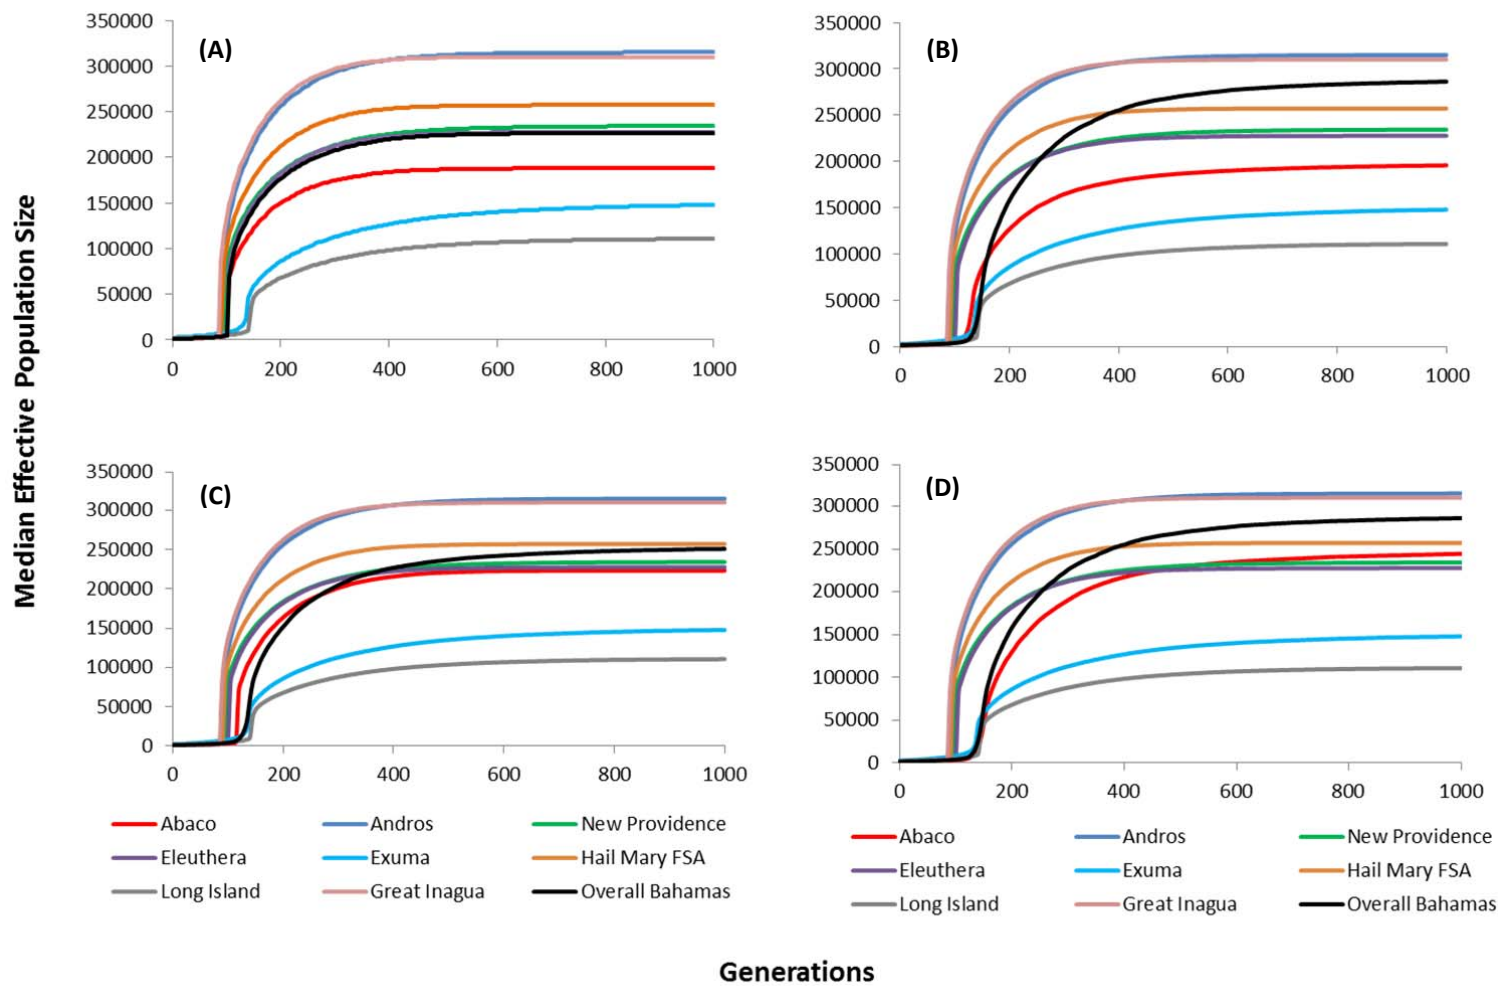 Median Effective Population Size
(A)
350000
300000
250000
200000
150000
100000
50000
0
0 200 400 600 800 1000
(B)
350000
300000
250000
200000
150000
100000
50000
0
0 200 400 600 800 1000
(C)
350000
300000
250000
200000
150000
100000
50000
0
0 200 400 600 800 1000
Abaco Andros New Providence
Eleuthera Exuma Hail Mary FSA
Long Island Great Inagua Overall Bahamas
(D)
350000
300000
250000
200000
150000
100000
50000
0
0 200 400 600 800 1000
Abaco Andros New Providence
Eleuthera Exuma Hail Mary FSA
Long Island Great Inagua Overall Bahamas
Generations